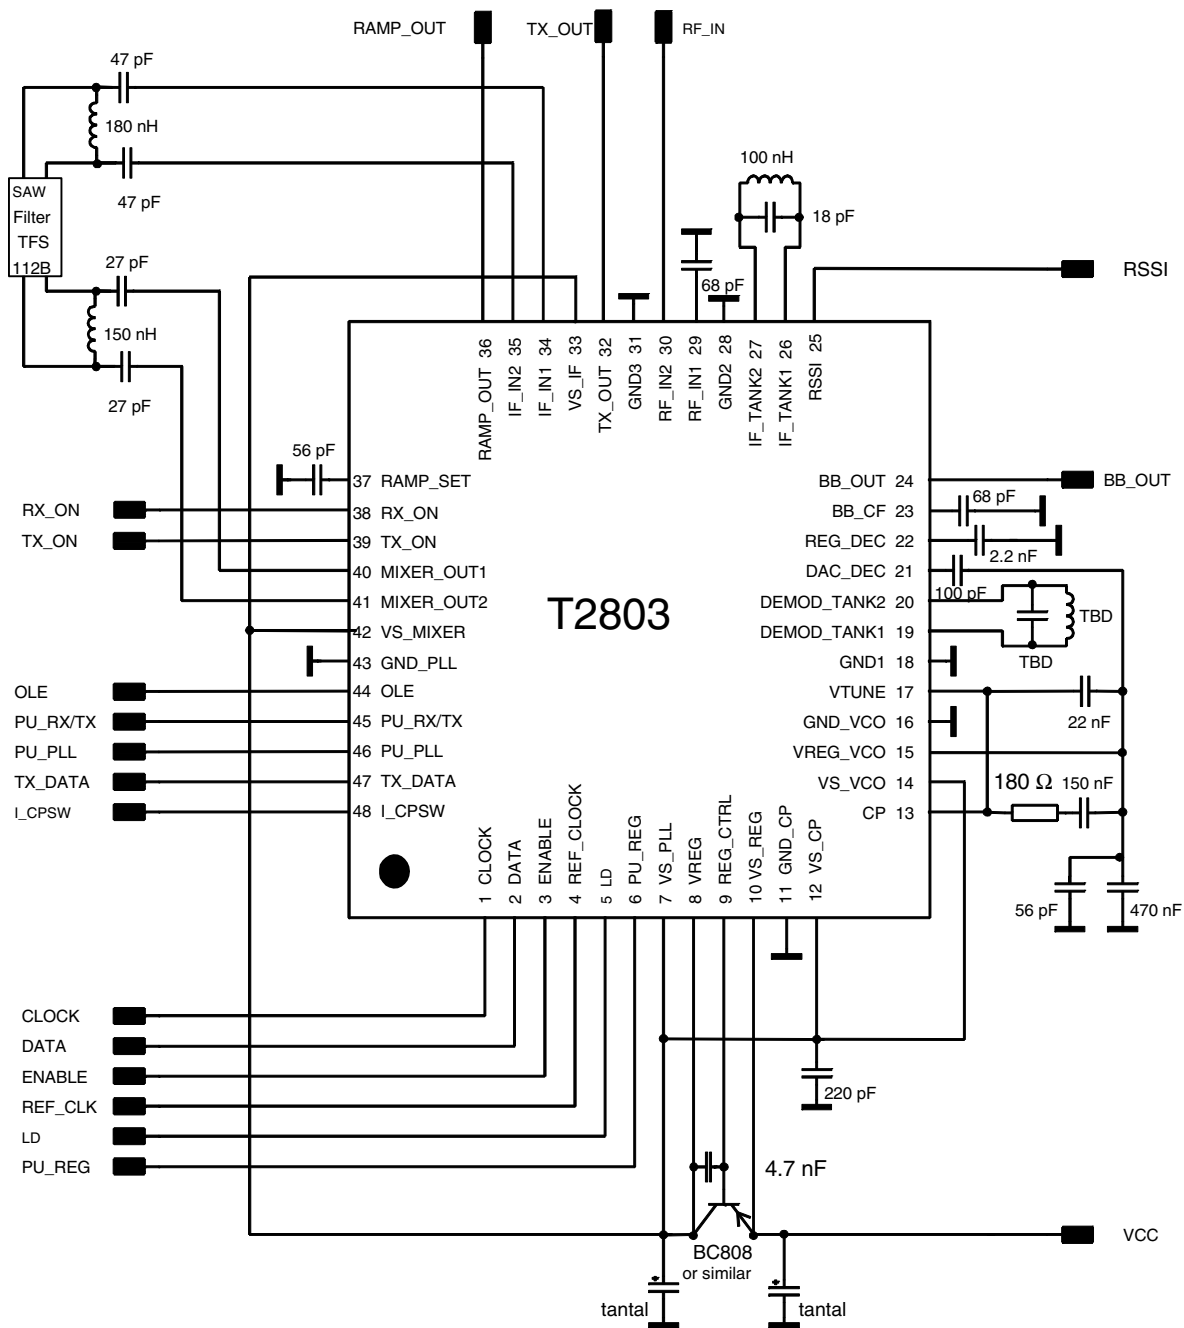 RAMP_OUT
TX_OUT
RF_IN
47 pF
180 nH
47 pF
SAW
Filter
TFS
112B
27 pF
150 nH
27 pF
100 nH
18 pF
68 pF
RSSI
RAMP_OUT 36
IF_IN2 35
IF_IN1 34
VS_IF 33
TX_OUT 32
GND3 31
RF_IN2 30
RF_IN1 29
GND2 28
IF_TANK2 27
IF_TANK1 26
RSSI 25
56 pF
37 RAMP_SET
RX_ON
38 RX_ON
TX_ON
39 TX_ON
40 MIXER_OUT1
41 MIXER_OUT2
42 VS_MIXER
43 GND_PLL
OLE
44 OLE
PU_RX/TX
45 PU_RX/TX
PU_PLL
46 PU_PLL
TX_DATA
47 TX_DATA
I_CPSW
48 I_CPSW
T2803
BB_OUT 24
BB_OUT
BB_CF 23
68 pF
REG_DEC 22
2.2 nF
DAC_DEC 21
100 pF
DEMOD_TANK2 20
TBD
DEMOD_TANK1 19
TBD
GND1 18
VTUNE 17
22 nF
GND_VCO 16
VREG_VCO 15
VS_VCO 14
180 Ω
150 nF
CP 13
56 pF
470 nF
1 CLOCK
2 DATA
3 ENABLE
4 REF_CLOCK
5 LD
6 PU_REG
7 VS_PLL
8 VREG
9 REG_CTRL
10 VS_REG
11 GND_CP
12 VS_CP
CLOCK
DATA
ENABLE
REF_CLK
LD
PU_REG
220 pF
4.7 nF
BC808
or similar
VCC
tantal
tantal